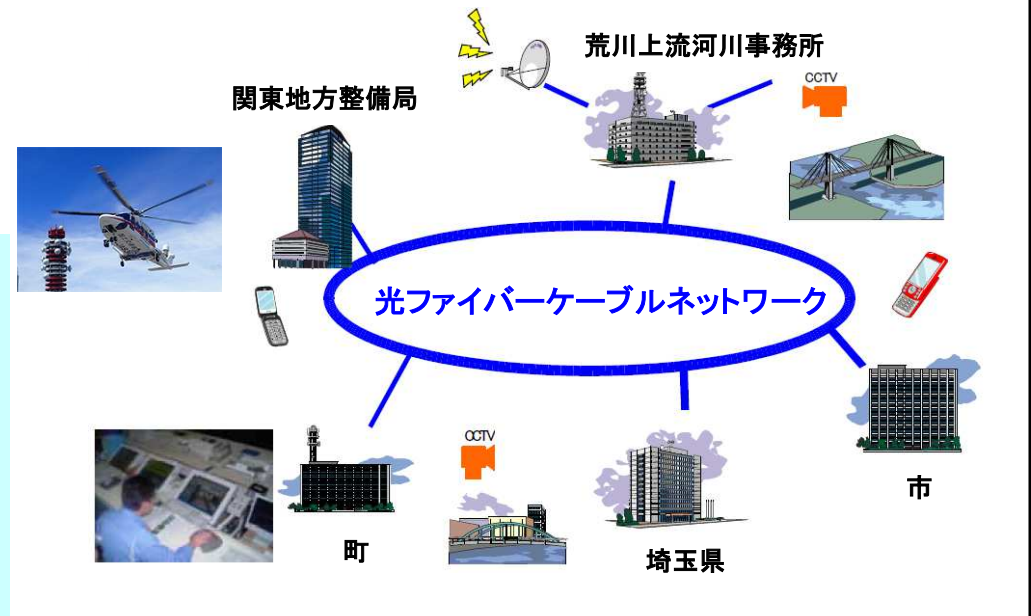 荒川上流河川事務所
CCTV
関東地方整備局
光ファイバーケーブルネットワーク
CCTV
市
町
埼玉県